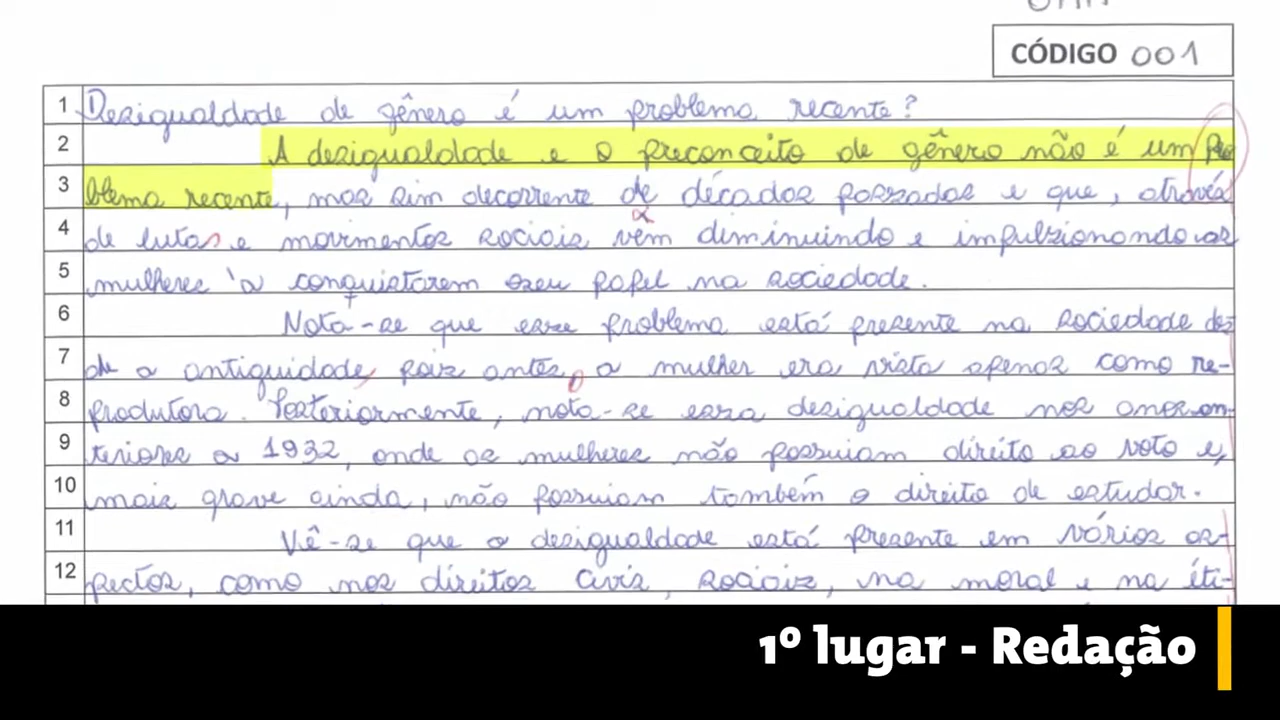 CÓDIGO 001
1 Desigualdade de gênero é um problema recente?
2 A desigualdade e o preconceito de gênero não é um pro
3 blema recente, mas sim decorrente de décadas passadas e que, através
4 de lutas e movimentos sociais vem diminuindo e impulsionando as
5 mulheres à conquistarem o seu papel na sociedade.
6 Nota-se que esse problema está presente na sociedade des
7 de a antiguidade, pois antes, a mulher era vista apenas como re-
8 produtora. Posteriormente, nota-se essa desigualdade nos anos an-
9 teriores a 1932, onde as mulheres não possuiam direito ao voto e,
10 mais grave ainda, não possuiam também o direito de estudar.
11 Vê-se que a desigualdade está presente em vários as-
12 pectos, como nos direitos civis, sociais, na moral e na éti-
1º lugar - Redação